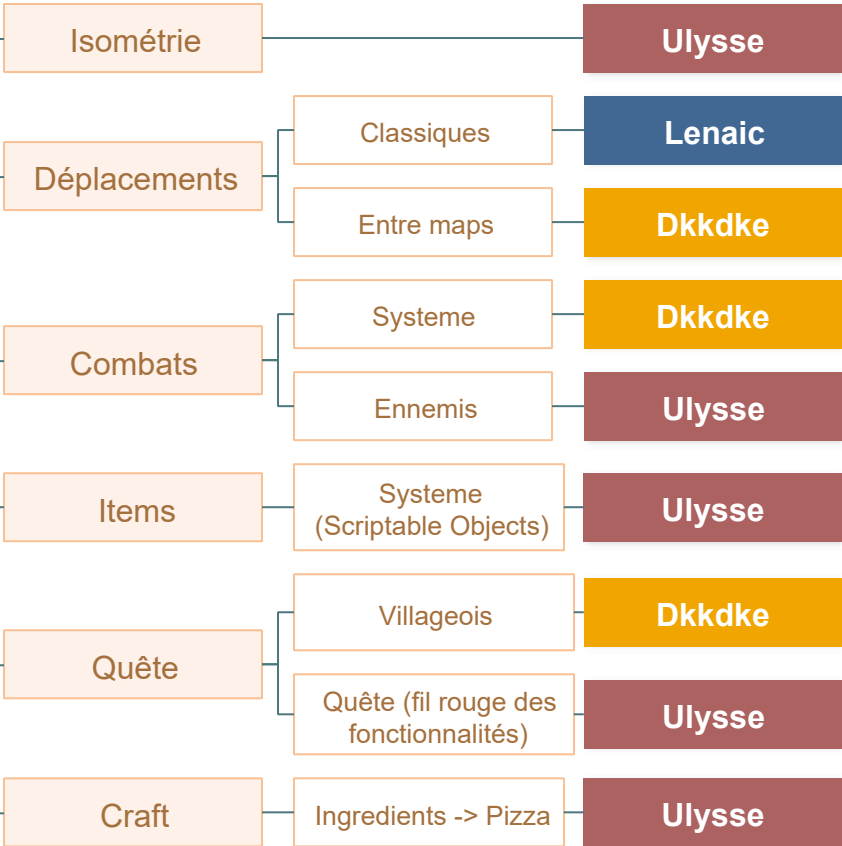 Isométrie
Ulysse
Déplacements
Classiques
Lenaic
Entre maps
Dkkdke
Combats
Systeme
Dkkdke
Ennemis
Ulysse
Items
Systeme
(Scriptable Objects)
Ulysse
Quête
Villageois
Dkkdke
Quête (fil rouge des
fonctionnalités)
Ulysse
Craft
Ingredients -> Pizza
Ulysse